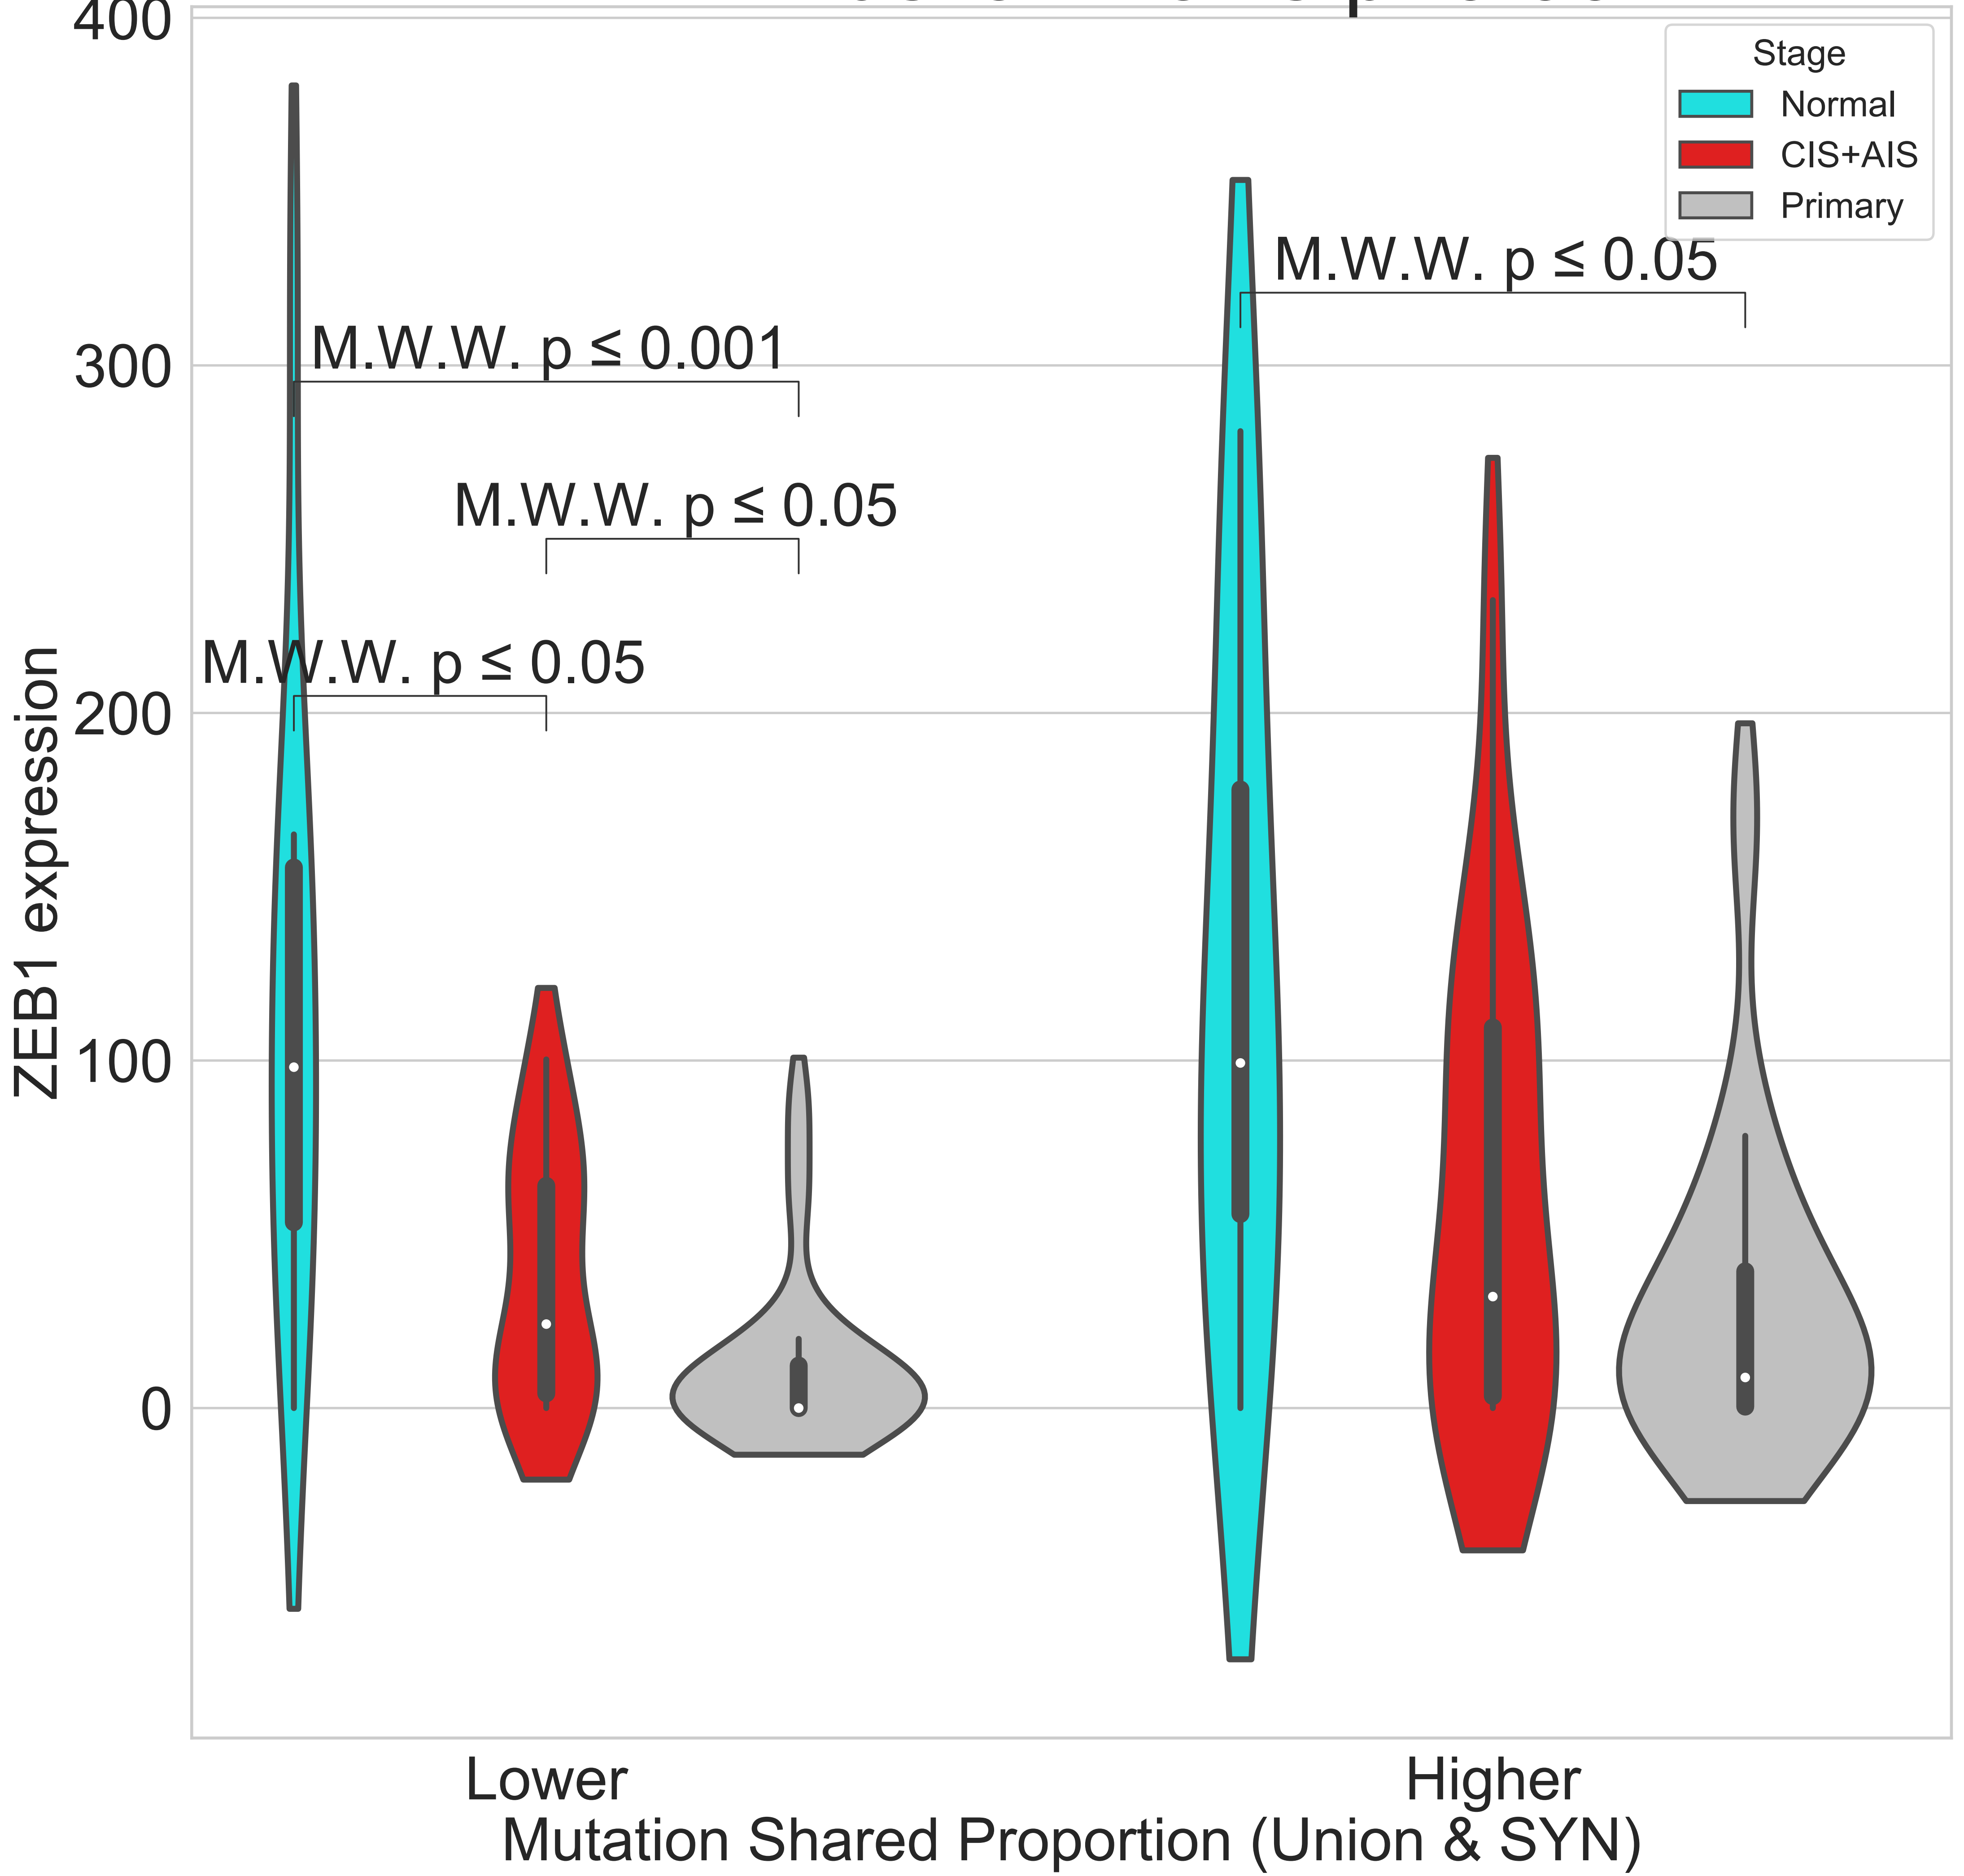 400
Stage
Normal
CIS+AIS
Primary
M.W.W. p ≤ 0.05
M.W.W. p ≤ 0.001
300
M.W.W. p ≤ 0.05
M.W.W. p ≤ 0.05
200
ZEB1 expression
100
0
Lower
Higher
Mutation Shared Proportion (Union & SYN)